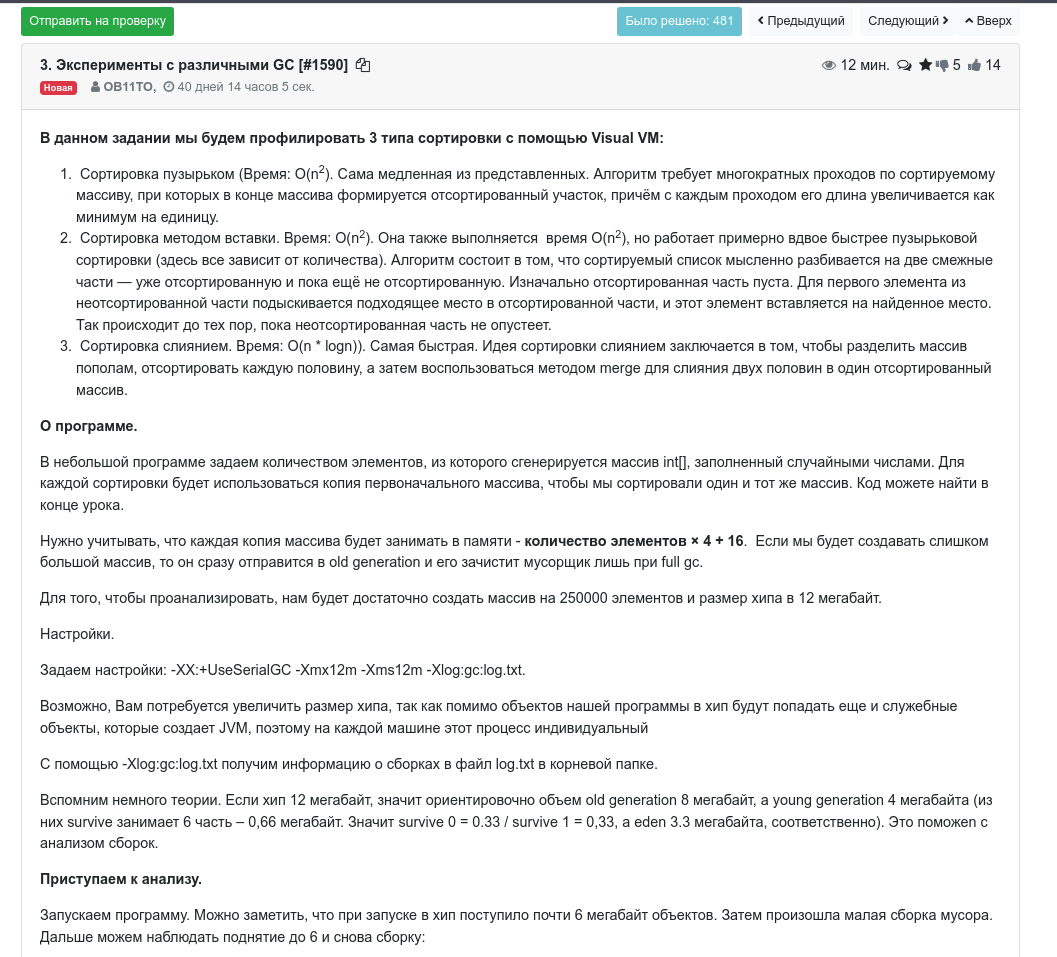 Отправить на проверку
Было решено: 481
Предыдущий
Следующий
Вверх
3. Эксперименты с различными GC [#1590]
12 мин. 5 14
Новая OB11TO, 40 дней 14 часов 5 сек.
В данном задании мы будем профилировать 3 типа сортировки с помощью Visual VM:
1. Сортировка пузырьком (Время: O(n²). Сама медленная из представленных. Алгоритм требует многократных проходов по сортируемому
массиву, при которых в конце массива формируется отсортированный участок, причём с каждым проходом его длина увеличивается как
минимум на единицу.
2. Сортировка методом вставки. Время: O(n²). Она также выполняется время O(n²), но работает примерно вдвое быстрее пузырьковой
сортировки (здесь все зависит от количества). Алгоритм состоит в том, что сортируемый список мысленно разбивается на две смежные
части — уже отсортированную и пока ещё не отсортированную. Изначально отсортированная часть пуста. Для первого элемента из
неотсортированной части подыскивается подходящее место в отсортированной части, и этот элемент вставляется на найденное место.
Так происходит до тех пор, пока неотсортированная часть не опустеет.
3. Сортировка слиянием. Время: O(n * logn)). Самая быстрая. Идея сортировки слиянием заключается в том, чтобы разделить массив
пополам, отсортировать каждую половину, а затем воспользоваться методом merge для слияния двух половин в один отсортированный
массив.
О программе.
В небольшой программе задаем количеством элементов, из которого сгенерируется массив int[], заполненный случайными числами. Для
каждой сортировки будет использоваться копия первоначального массива, чтобы мы сортировали один и тот же массив. Код можете найти в
конце урока.
Нужно учитывать, что каждая копия массива будет занимать в памяти - количество элементов × 4 + 16. Если мы будет создавать слишком
большой массив, то он сразу отправится в old generation и его зачистит мусорщик лишь при full gc.
Для того, чтобы проанализировать, нам будет достаточно создать массив на 250000 элементов и размер хипа в 12 мегабайт.
Настройки.
Задаем настройки: -XX:+UseSerialGC -Xmx12m -Xms12m -Xlog:gc:log.txt.
Возможно, Вам потребуется увеличить размер хипа, так как помимо объектов нашей программы в хип будут попадать еще и служебные
объекты, которые создает JVM, поэтому на каждой машине этот процесс индивидуальный
С помощью -Xlog:gc:log.txt получим информацию о сборках в файл log.txt в корневой папке.
Вспомним немного теории. Если хип 12 мегабайт, значит ориентировочно объем old generation 8 мегабайт, а young generation 4 мегабайта (из
них survive занимает 6 часть – 0,66 мегабайт. Значит survive 0 = 0.33 / survive 1 = 0,33, а eden 3.3 мегабайта, соответственно). Это поможеn с
анализом сборок.
Приступаем к анализу.
Запускаем программу. Можно заметить, что при запуске в хип поступило почти 6 мегабайт объектов. Затем произошла малая сборка мусора.
Дальше можем наблюдать поднятие до 6 и снова сборку: